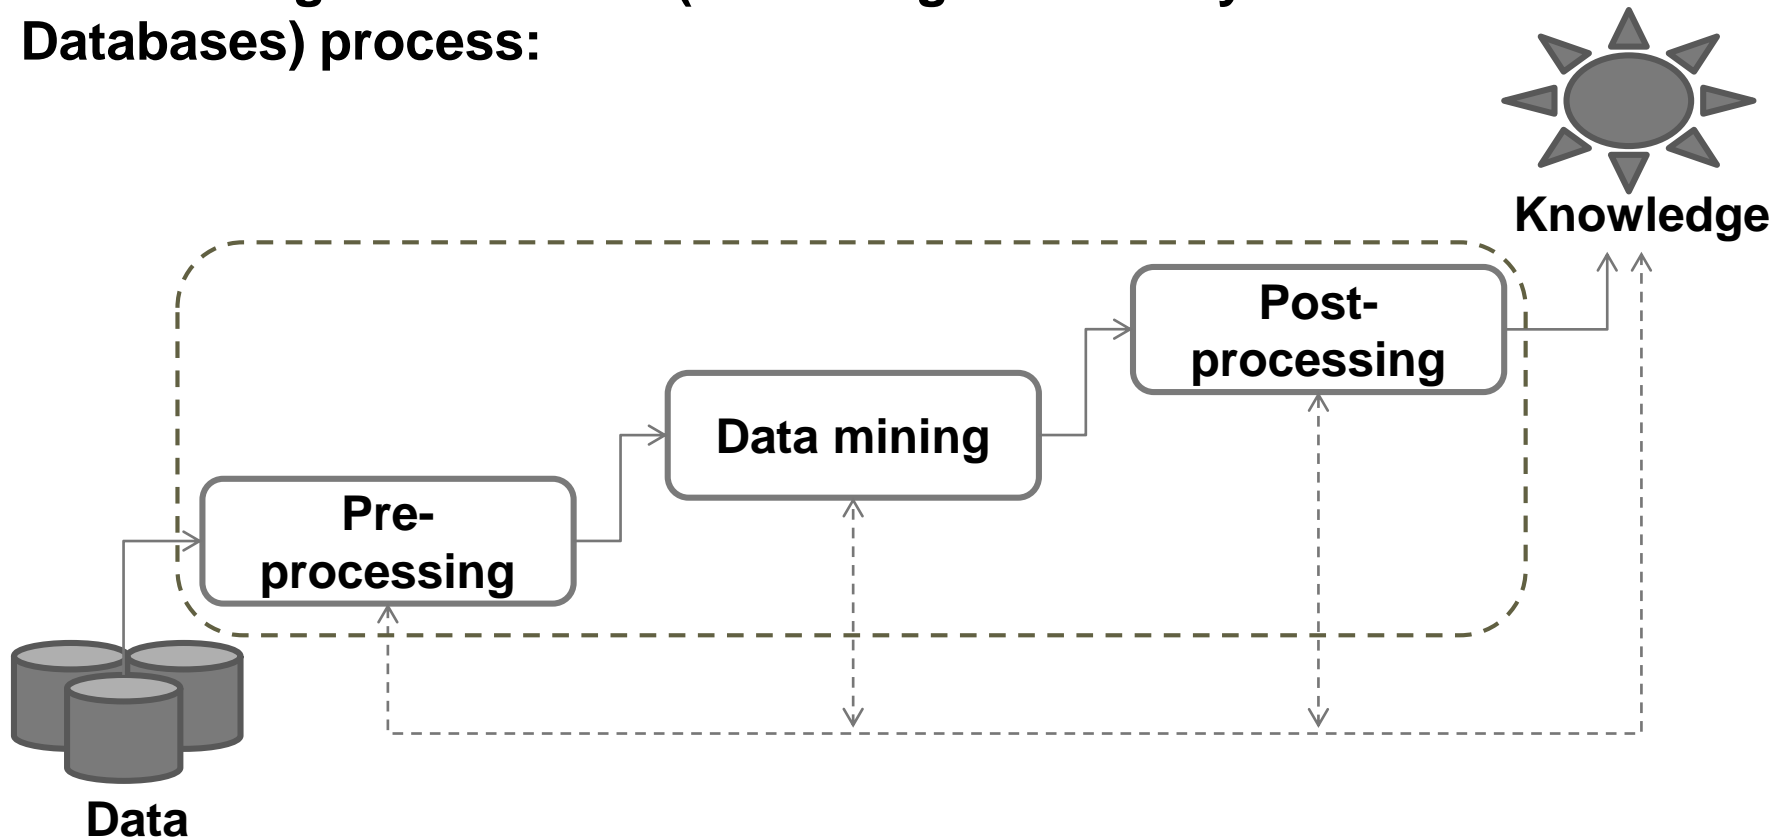 Databases) process:
Knowledge
Post-
processing
Data mining
Pre-
processing
Data